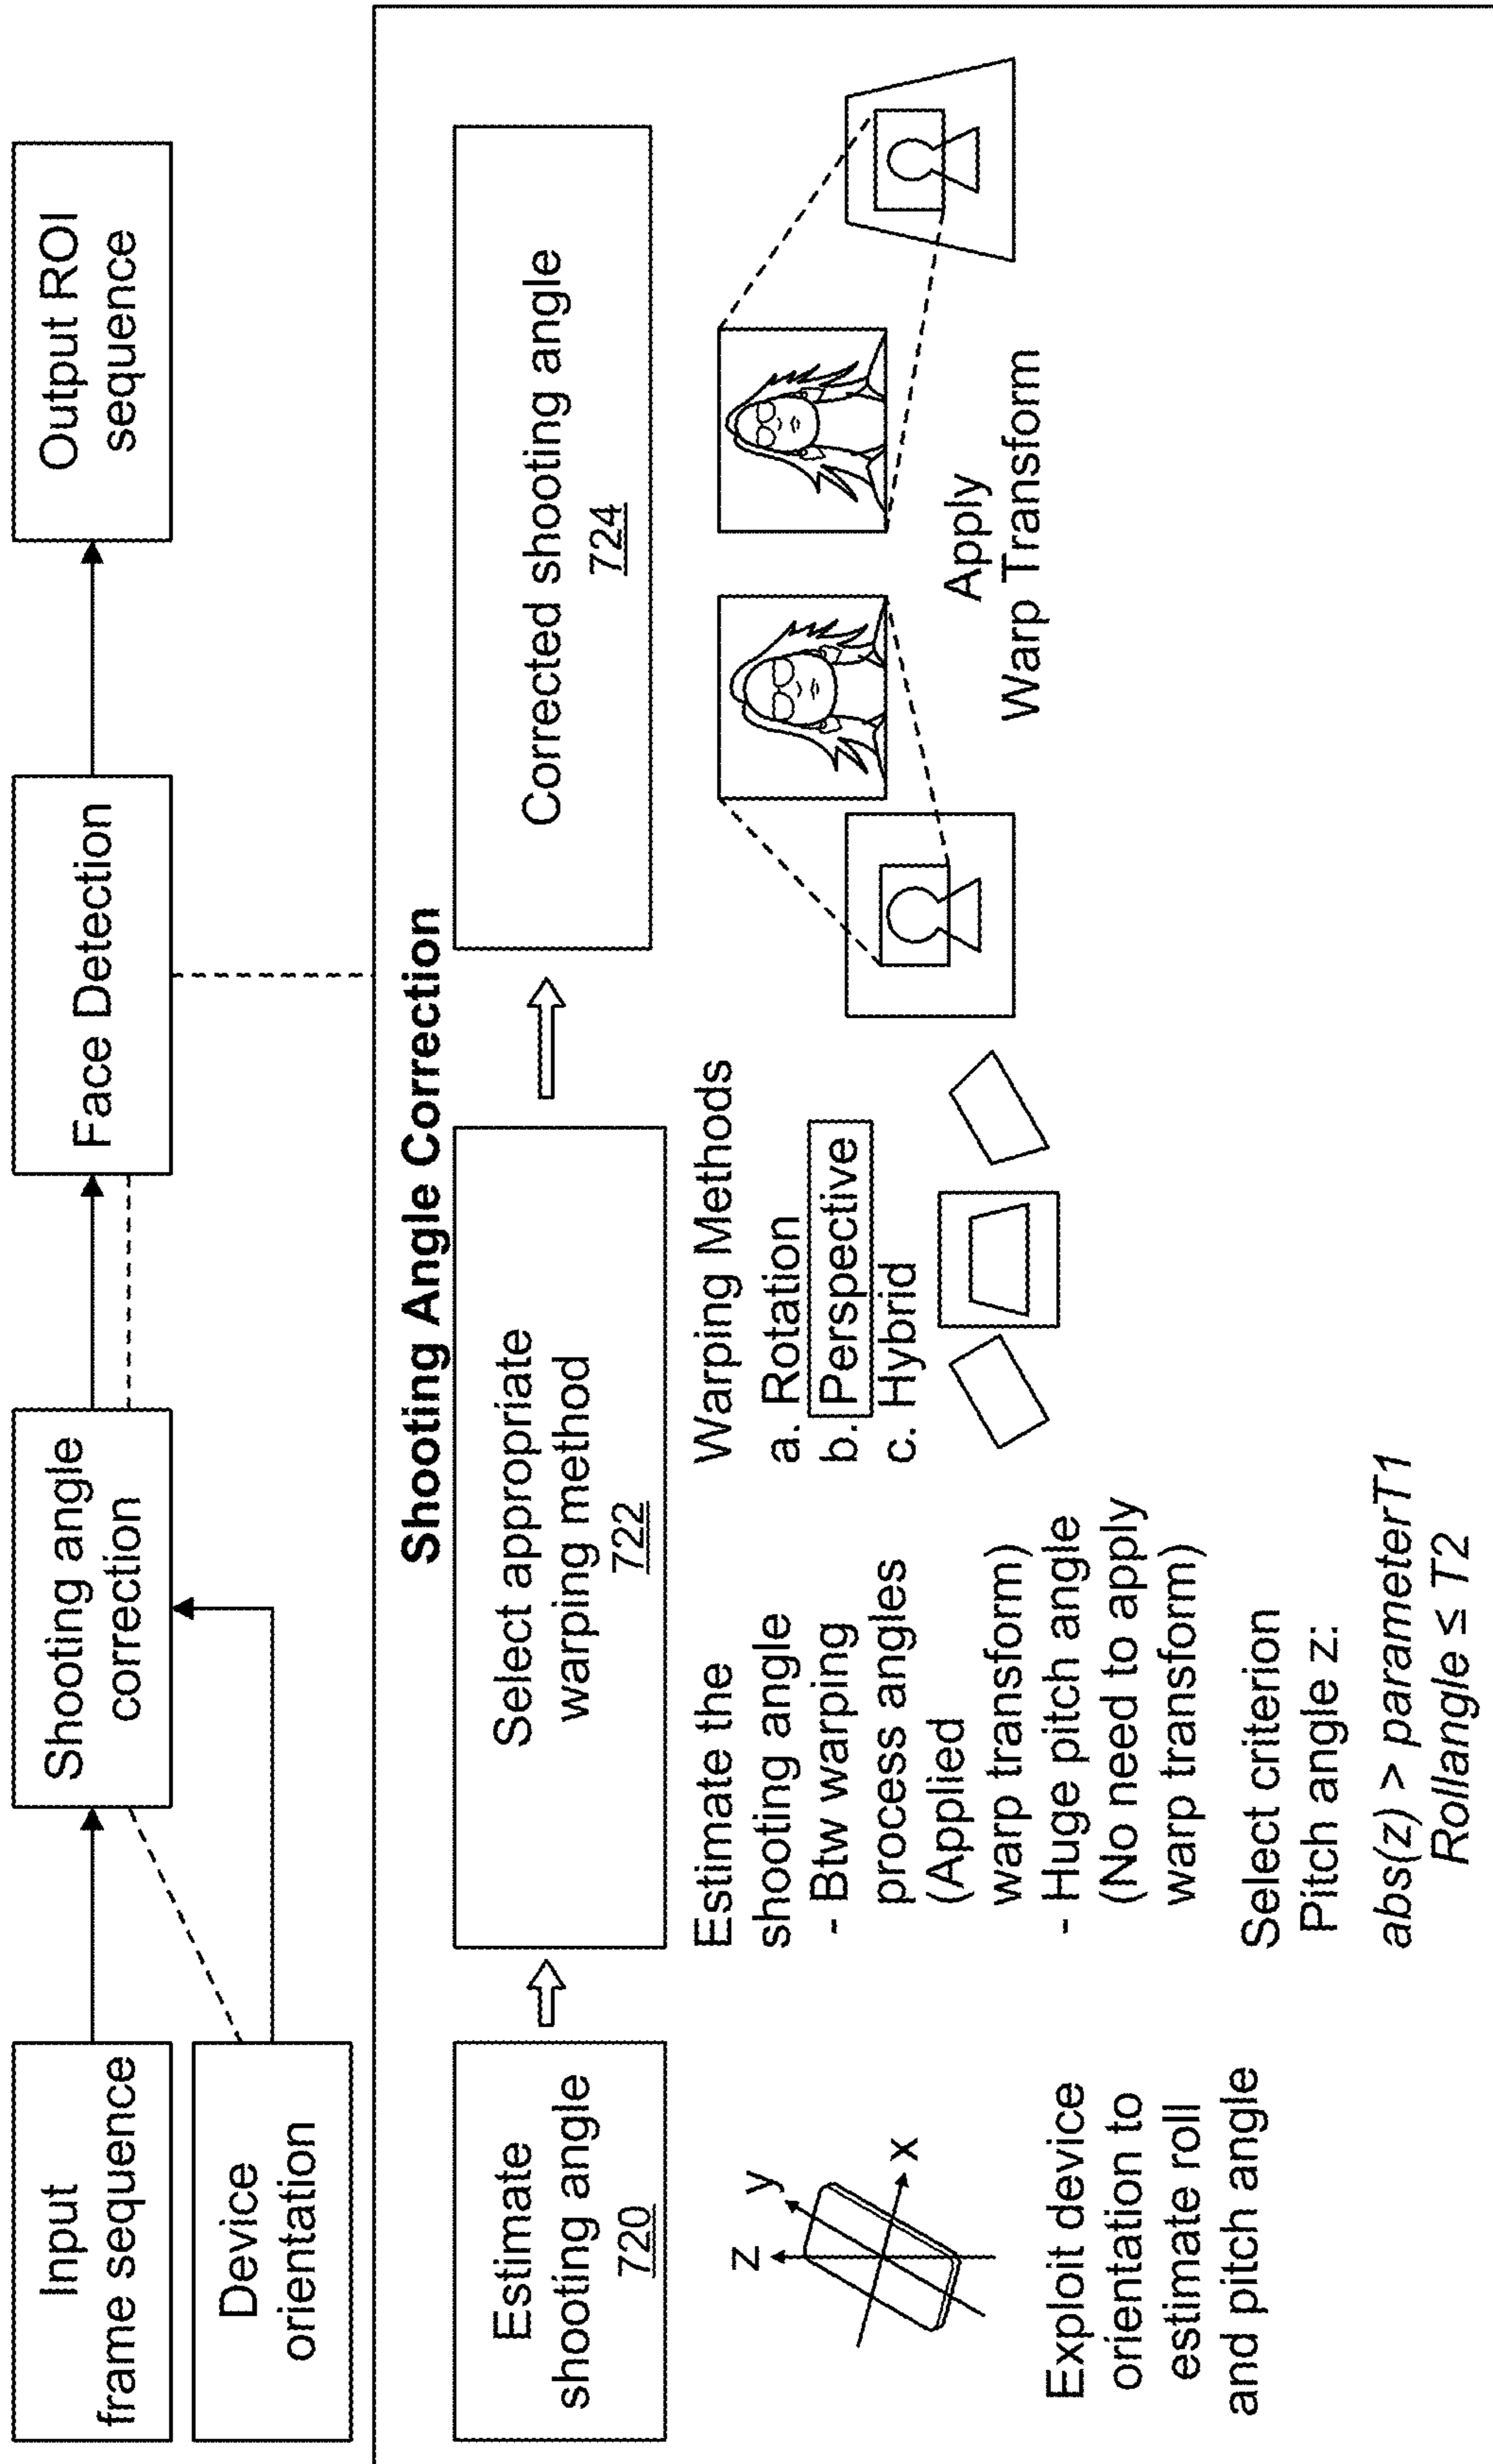 Input
frame sequence
Device
orientation
Shooting angle
correction
Face Detection
Output ROI
sequence
Shooting Angle Correction
Estimate
shooting angle
720
Select appropriate
warping method
722
Corrected shooting angle
724
z
y
x
Exploit device
orientation to
estimate roll
and pitch angle
Estimate the
shooting angle
- Btw warping
process angles
(Applied
warp transform)
- Huge pitch angle
(No need to apply
warp transform)
Select criterion
Pitch angle z:
abs(z) > parameterT1
Rollangle ≤ T2
Warping Methods
a. Rotation
b. Perspective
c. Hybrid
Apply
Warp Transform